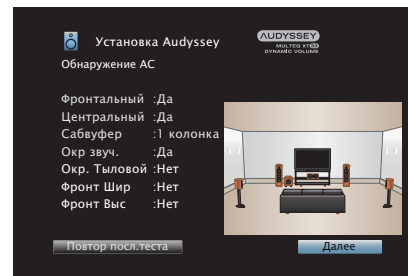 Установка Audyssey
AUDYSSEY
MULTEQ XT32
DYNAMIC VOLUME
Обнаружение АС
Фронтальный :Да
Центральный :Да
Сабвуфер :1 колонка
Окр звуч. :Да
Окр. Тыловой :Нет
Фронт Шир :Нет
Фронт Выс :Нет
Повтор посл.теста
Далее